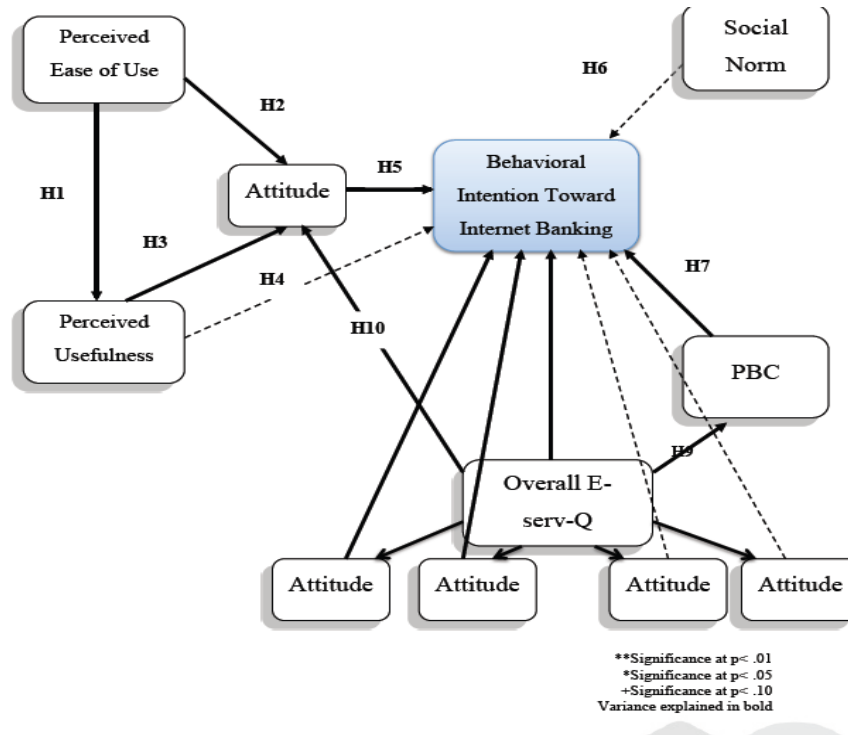 Perceived
Ease of Use
Social
Norm
H6
H2
Behavioral
Intention Toward
Internet Banking
H5
Attitude
H1
H3
H4
H7
Perceived
Usefulness
H10
PBC
H9
Overall E-
serv-Q
Attitude
Attitude
Attitude
Attitude
**Significance at p< .01
*Significance at p< .05
+Significance at p< .10
Variance explained in bold